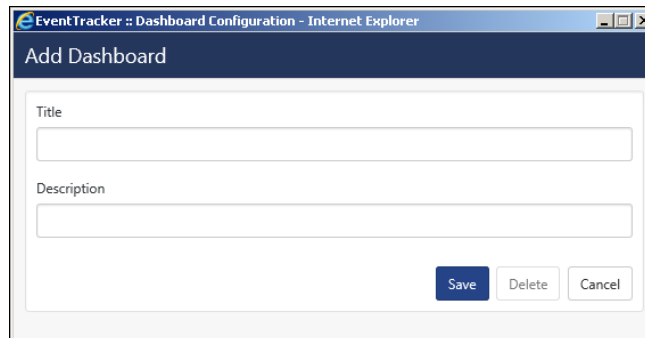 EventTracker :: Dashboard Configuration - Internet Explorer
Add Dashboard
Title
Description
Save Delete Cancel